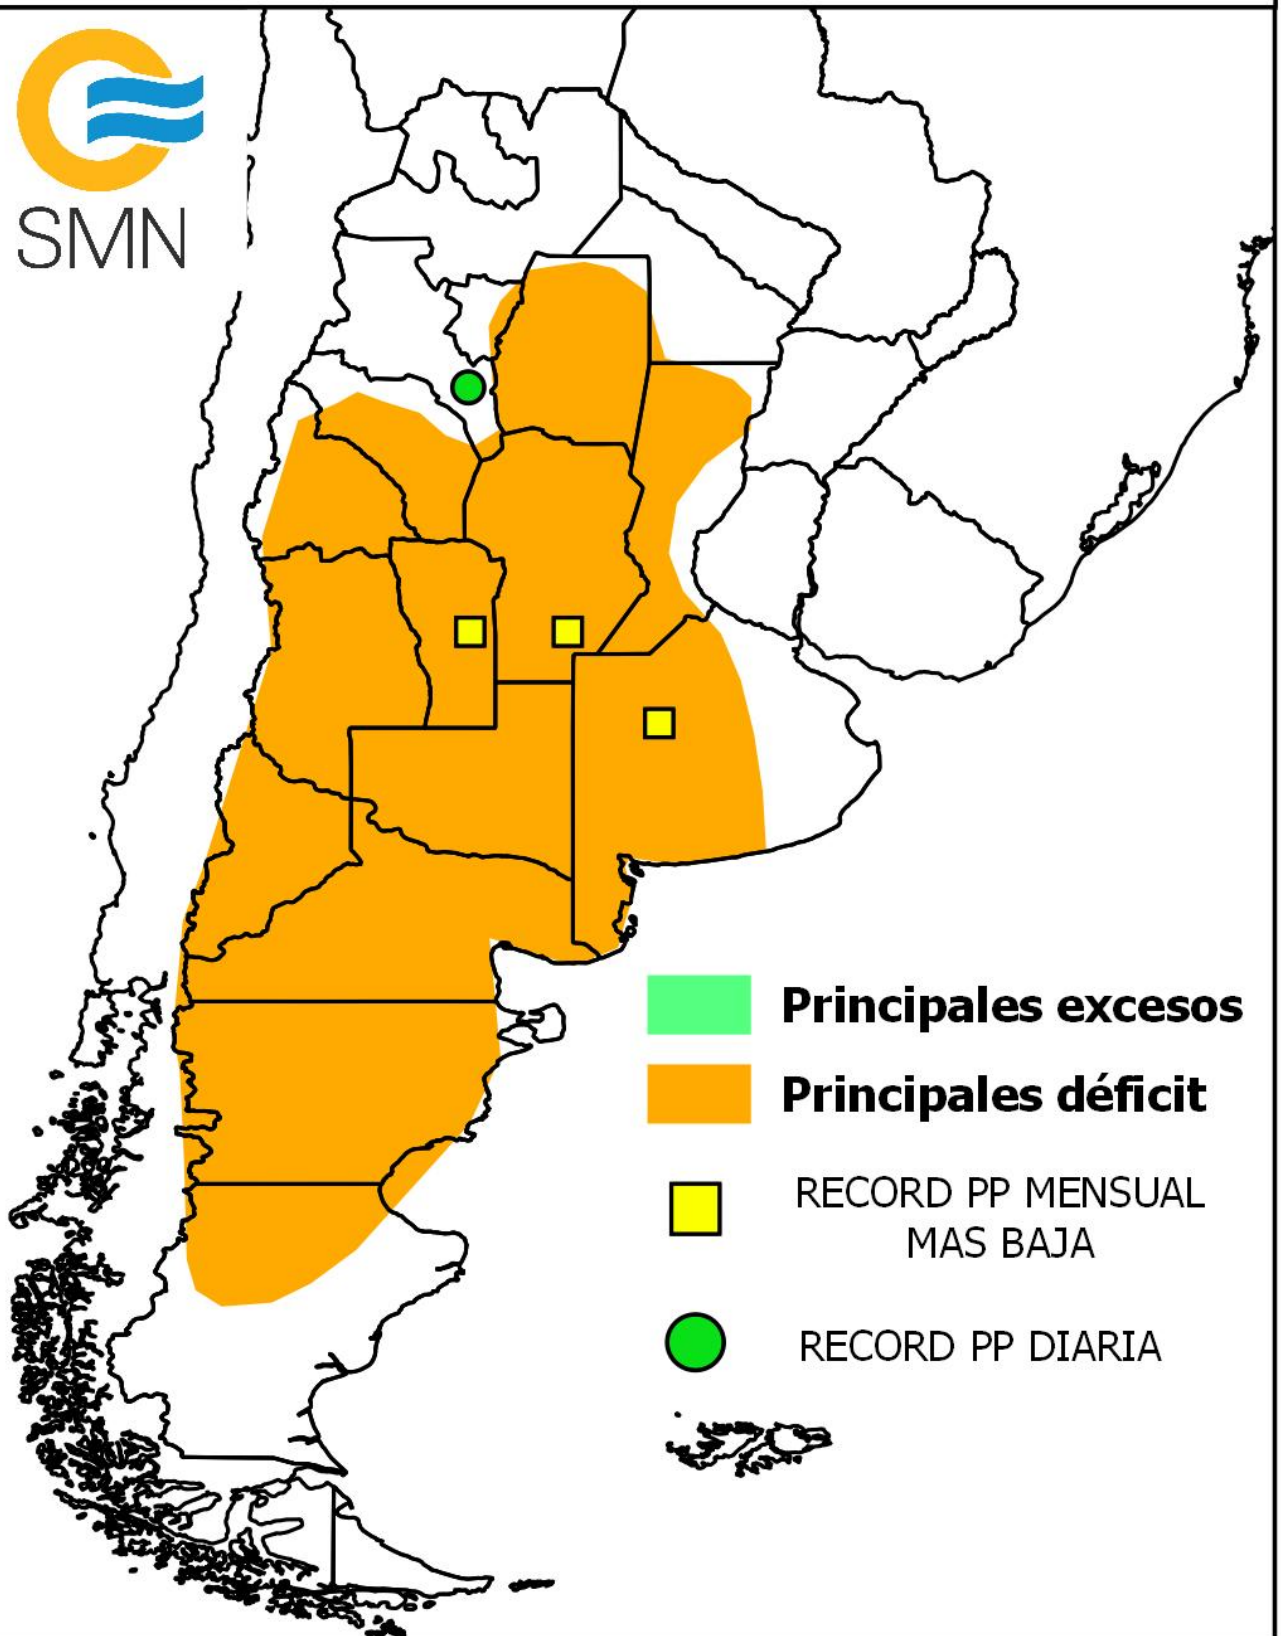 SMN
Principales excesos
Principales déficit
RECORD PP MENSUAL
MAS BAJA
RECORD PP DIARIA